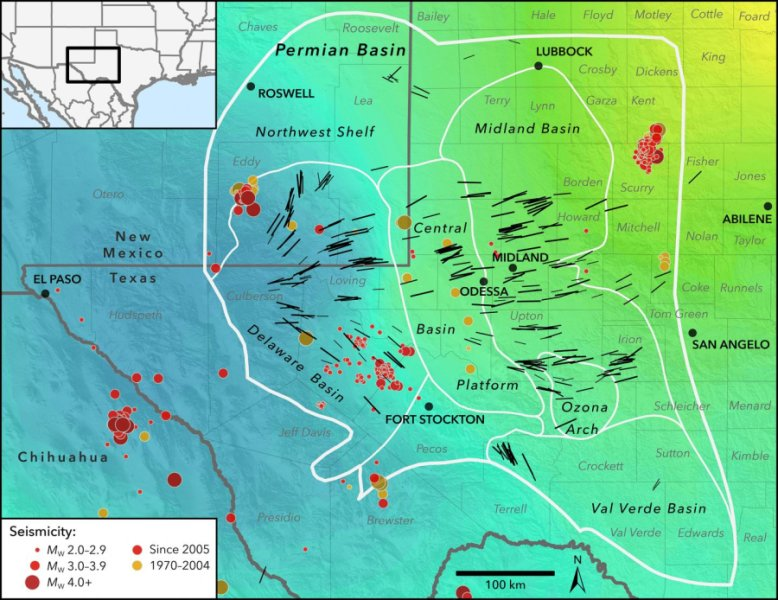 Chaves
Roosevelt
Bailey
Hale
Floyd
Motley
Cottle
Foard
Permian Basin
LUBBOCK
King
Crosby
Dickens
ROSWELL
Lea
Terry
Lynn
Garza
Kent
Northwest Shelf
Midland Basin
Eddy
Fisher
Jones
Otero
Borden
Scurry
Howard
ABILENE
New
Mexico
Central
Mitchell
Nolan
Taylor
MIDLAND
Texas
EL PASO
Loving
ODESSA
Coke
Runnels
Culberson
Hudspeth
Upton
Tom Green
Basin
Irion
SAN ANGELO
Delaware Basin
Platform
Ozona
Arch
Schleicher
Menard
FORT STOCKTON
Jeff Davis
Pecos
Chihuahua
Crockett
Sutton
Kimble
Presidio
Brewster
Terrell
Val Verde Basin
Val Verde
Edwards
Real
Seismicity:
MW 2.0-2.9
Since 2005
MW 3.0-3.9
1970-2004
MW 4.0+
100 km
N